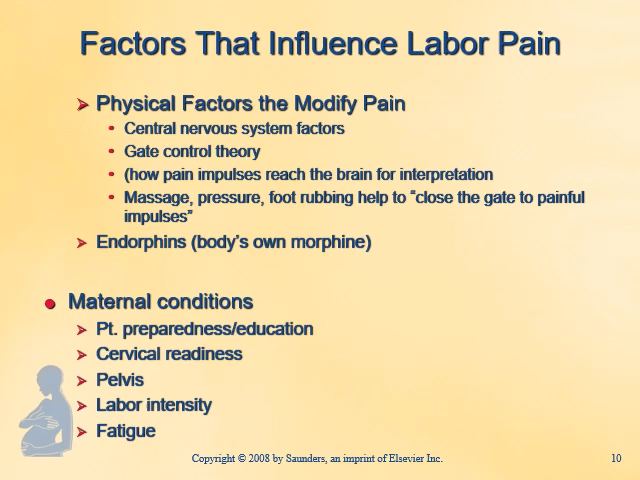 Factors That Influence Labor Pain
Physical Factors the Modify Pain
Central nervous system factors
Gate control theory
(how pain impulses reach the brain for interpretation
Massage, pressure, foot rubbing help to “close the gate to painful
impulses”
Endorphins (body’s own morphine)
Maternal conditions
Pt. preparedness/education
Cervical readiness
Pelvis
Labor intensity
Fatigue
Copyright © 2008 by Saunders, an imprint of Elsevier Inc.
10